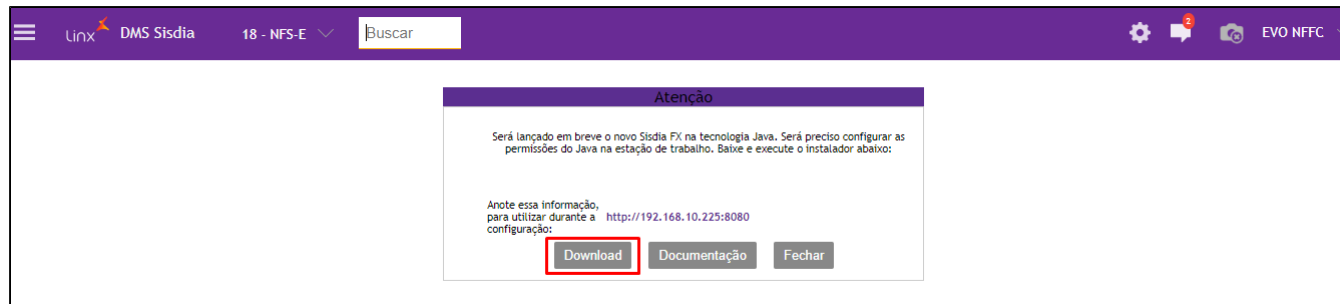 Linx DMS Sisdia 18 - NFS-E Buscar 2 EVO NFFC
Atenção
Será lançado em breve o novo Sisdia FX na tecnologia Java. Será preciso configurar as
permissões do Java na estação de trabalho. Baixe e execute o instalador abaixo:
Anote essa informação,
para utilizar durante a http://192.168.10.225:8080
configuração:
Download Documentação Fechar